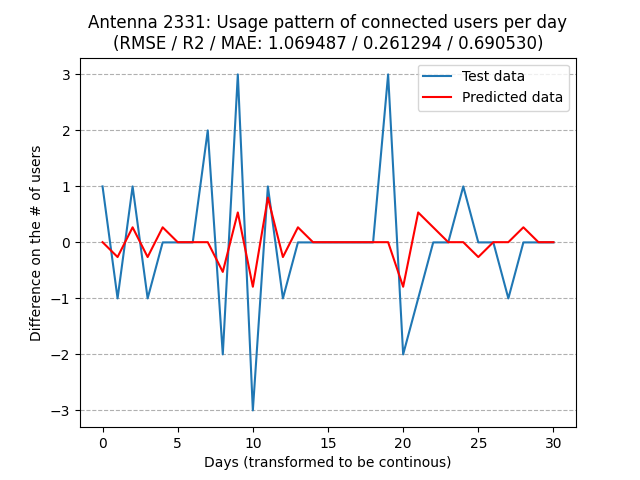 Antenna 2331: Usage pattern of connected users per day
(RMSE / R2 / MAE: 1.069487 / 0.261294 / 0.690530)
Test data
Predicted data
Difference on the # of users
3
2
1
0
−1
−2
−3
0 5 10 15 20 25 30
Days (transformed to be continous)